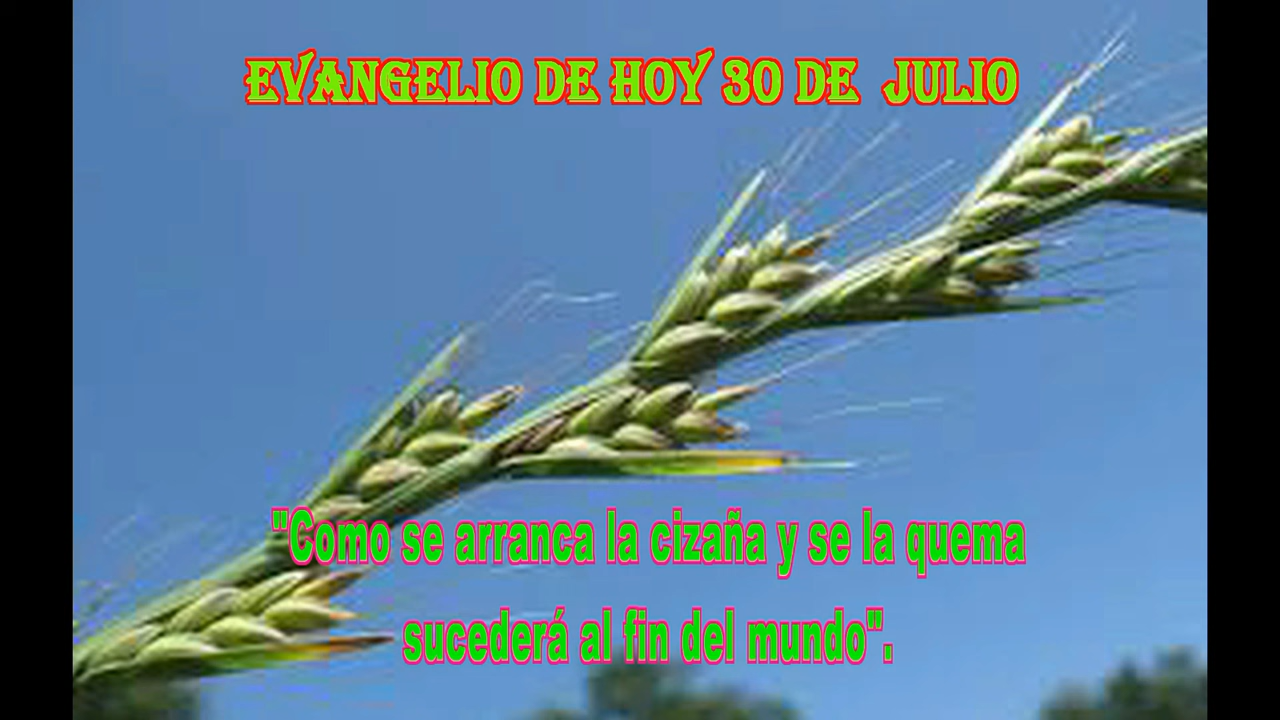 EVANGELIO DE HOY 30 DE JULIO
"Como se arranca la cizaña y se la quema
sucederá al fin del mundo".